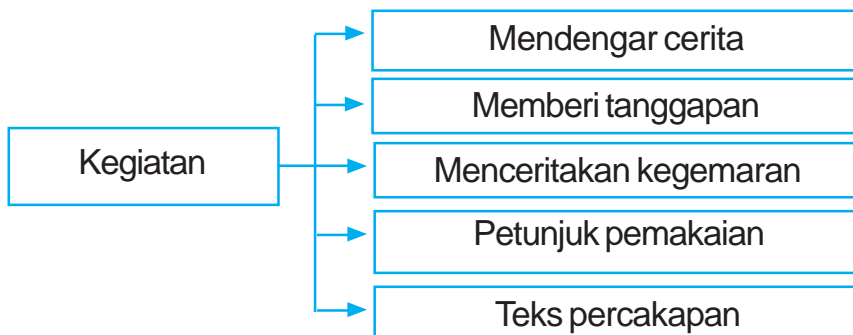 Mendengar cerita
Memberi tanggapan
Kegiatan
Menceritakan kegemaran
Petunjuk pemakaian
Teks percakapan